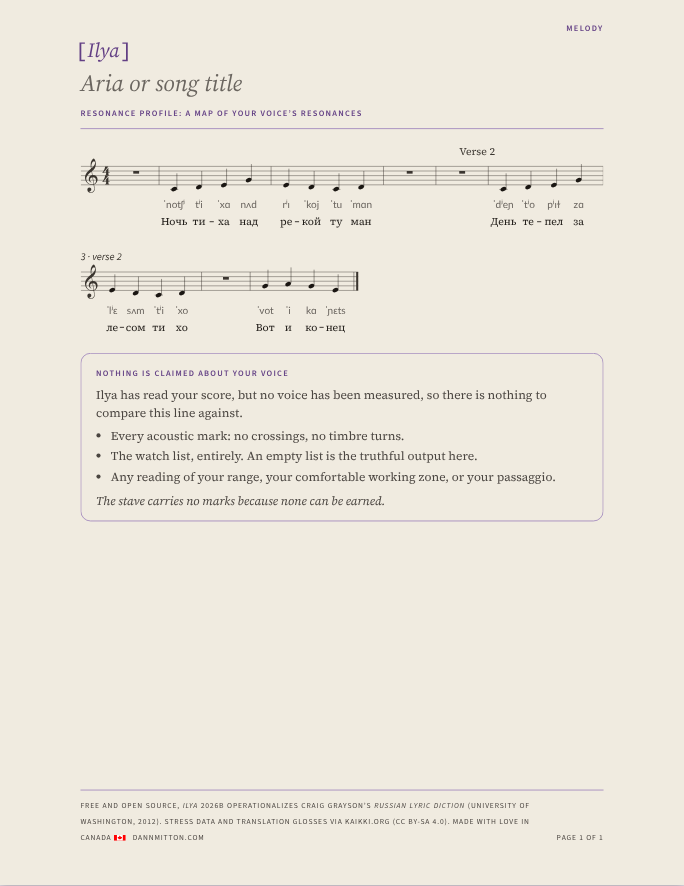 MELODY
[Ilya]
Aria or song title
RESONANCE PROFILE: A MAP OF YOUR VOICE'S RESONANCES
Verse 2
ˈnotʃʲ tʲi ˈxɑ nʌd rʲı ˈkoj ˈtu ˈmɑn ˈdʲeɲ ˈtʲo pʲıɫ zɑ
Ночь ти – ха над ре – кой ту ман День те – пел за
3 · verse 2
ˈlʲɛ sʌm ˈtʲi ˈxo ˈvot ˈi kɑ ˈɲɛts
ле – сом ти хо Вот и ко – нец
NOTHING IS CLAIMED ABOUT YOUR VOICE
Ilya has read your score, but no voice has been measured, so there is nothing to
compare this line against.
• Every acoustic mark: no crossings, no timbre turns.
• The watch list, entirely. An empty list is the truthful output here.
• Any reading of your range, your comfortable working zone, or your passaggio.
The stave carries no marks because none can be earned.
FREE AND OPEN SOURCE, ILYA 2026B OPERATIONALIZES CRAIG GRAYSON'S RUSSIAN LYRIC DICTION (UNIVERSITY OF
WASHINGTON, 2012). STRESS DATA AND TRANSLATION GLOSSES VIA KAIKKI.ORG (CC BY-SA 4.0). MADE WITH LOVE IN
CANADA 🇨🇦 DANNMITTON.COM
PAGE 1 OF 1